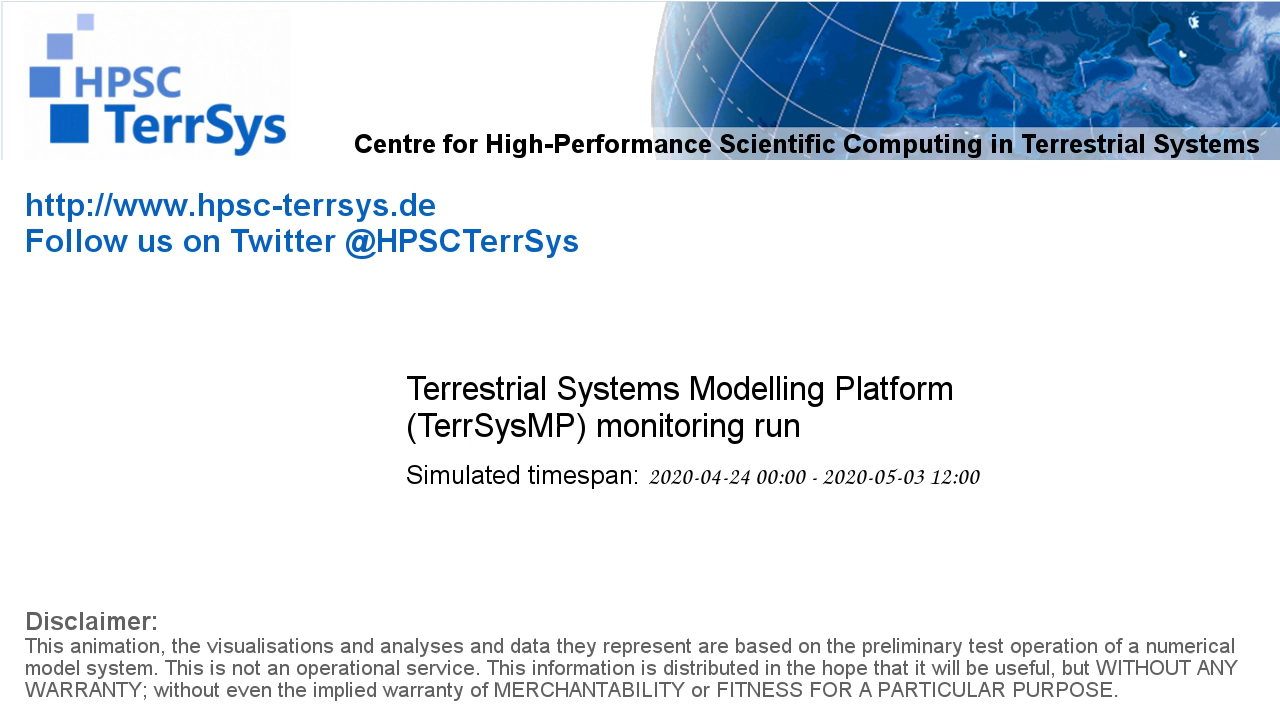 HPSC
TerrSys
Centre for High-Performance Scientific Computing in Terrestrial Systems
http://www.hpsc-terrsys.de
Follow us on Twitter @HPSCTerrSys
Terrestrial Systems Modelling Platform
(TerrSysMP) monitoring run
Simulated timespan: 2020-04-24 00:00 - 2020-05-03 12:00
Disclaimer:
This animation, the visualisations and analyses and data they represent are based on the preliminary test operation of a numerical
model system. This is not an operational service. This information is distributed in the hope that it will be useful, but WITHOUT ANY
WARRANTY; without even the implied warranty of MERCHANTABILITY or FITNESS FOR A PARTICULAR PURPOSE.